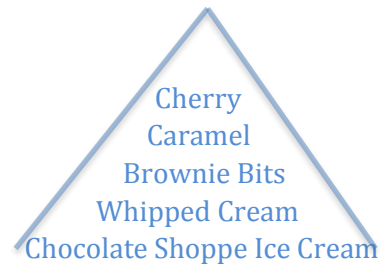 Cherry
Caramel
Brownie Bits
Whipped Cream
Chocolate Shoppe Ice Cream